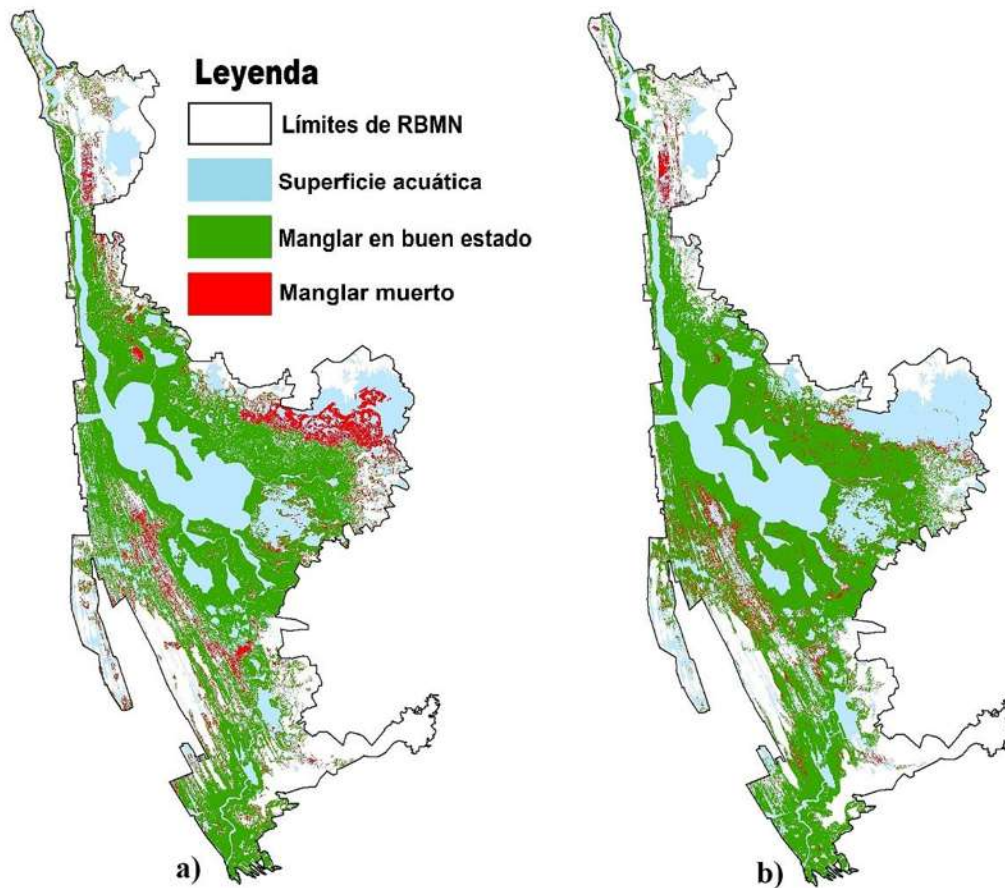 Leyenda
Límites de RBMN
Superficie acuática
Manglar en buen estado
Manglar muerto
a)
b)